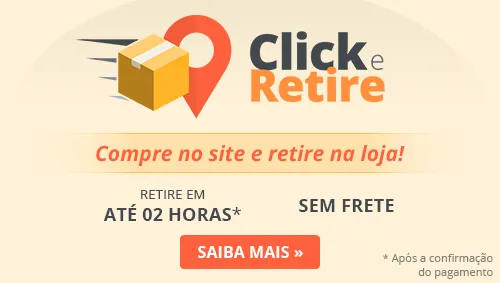 Click e
Retire
Compre no site e retire na loja!
RETIRE EM
ATÉ 02 HORAS*
SEM FRETE
SAIBA MAIS »
* Após a confirmação
do pagamento